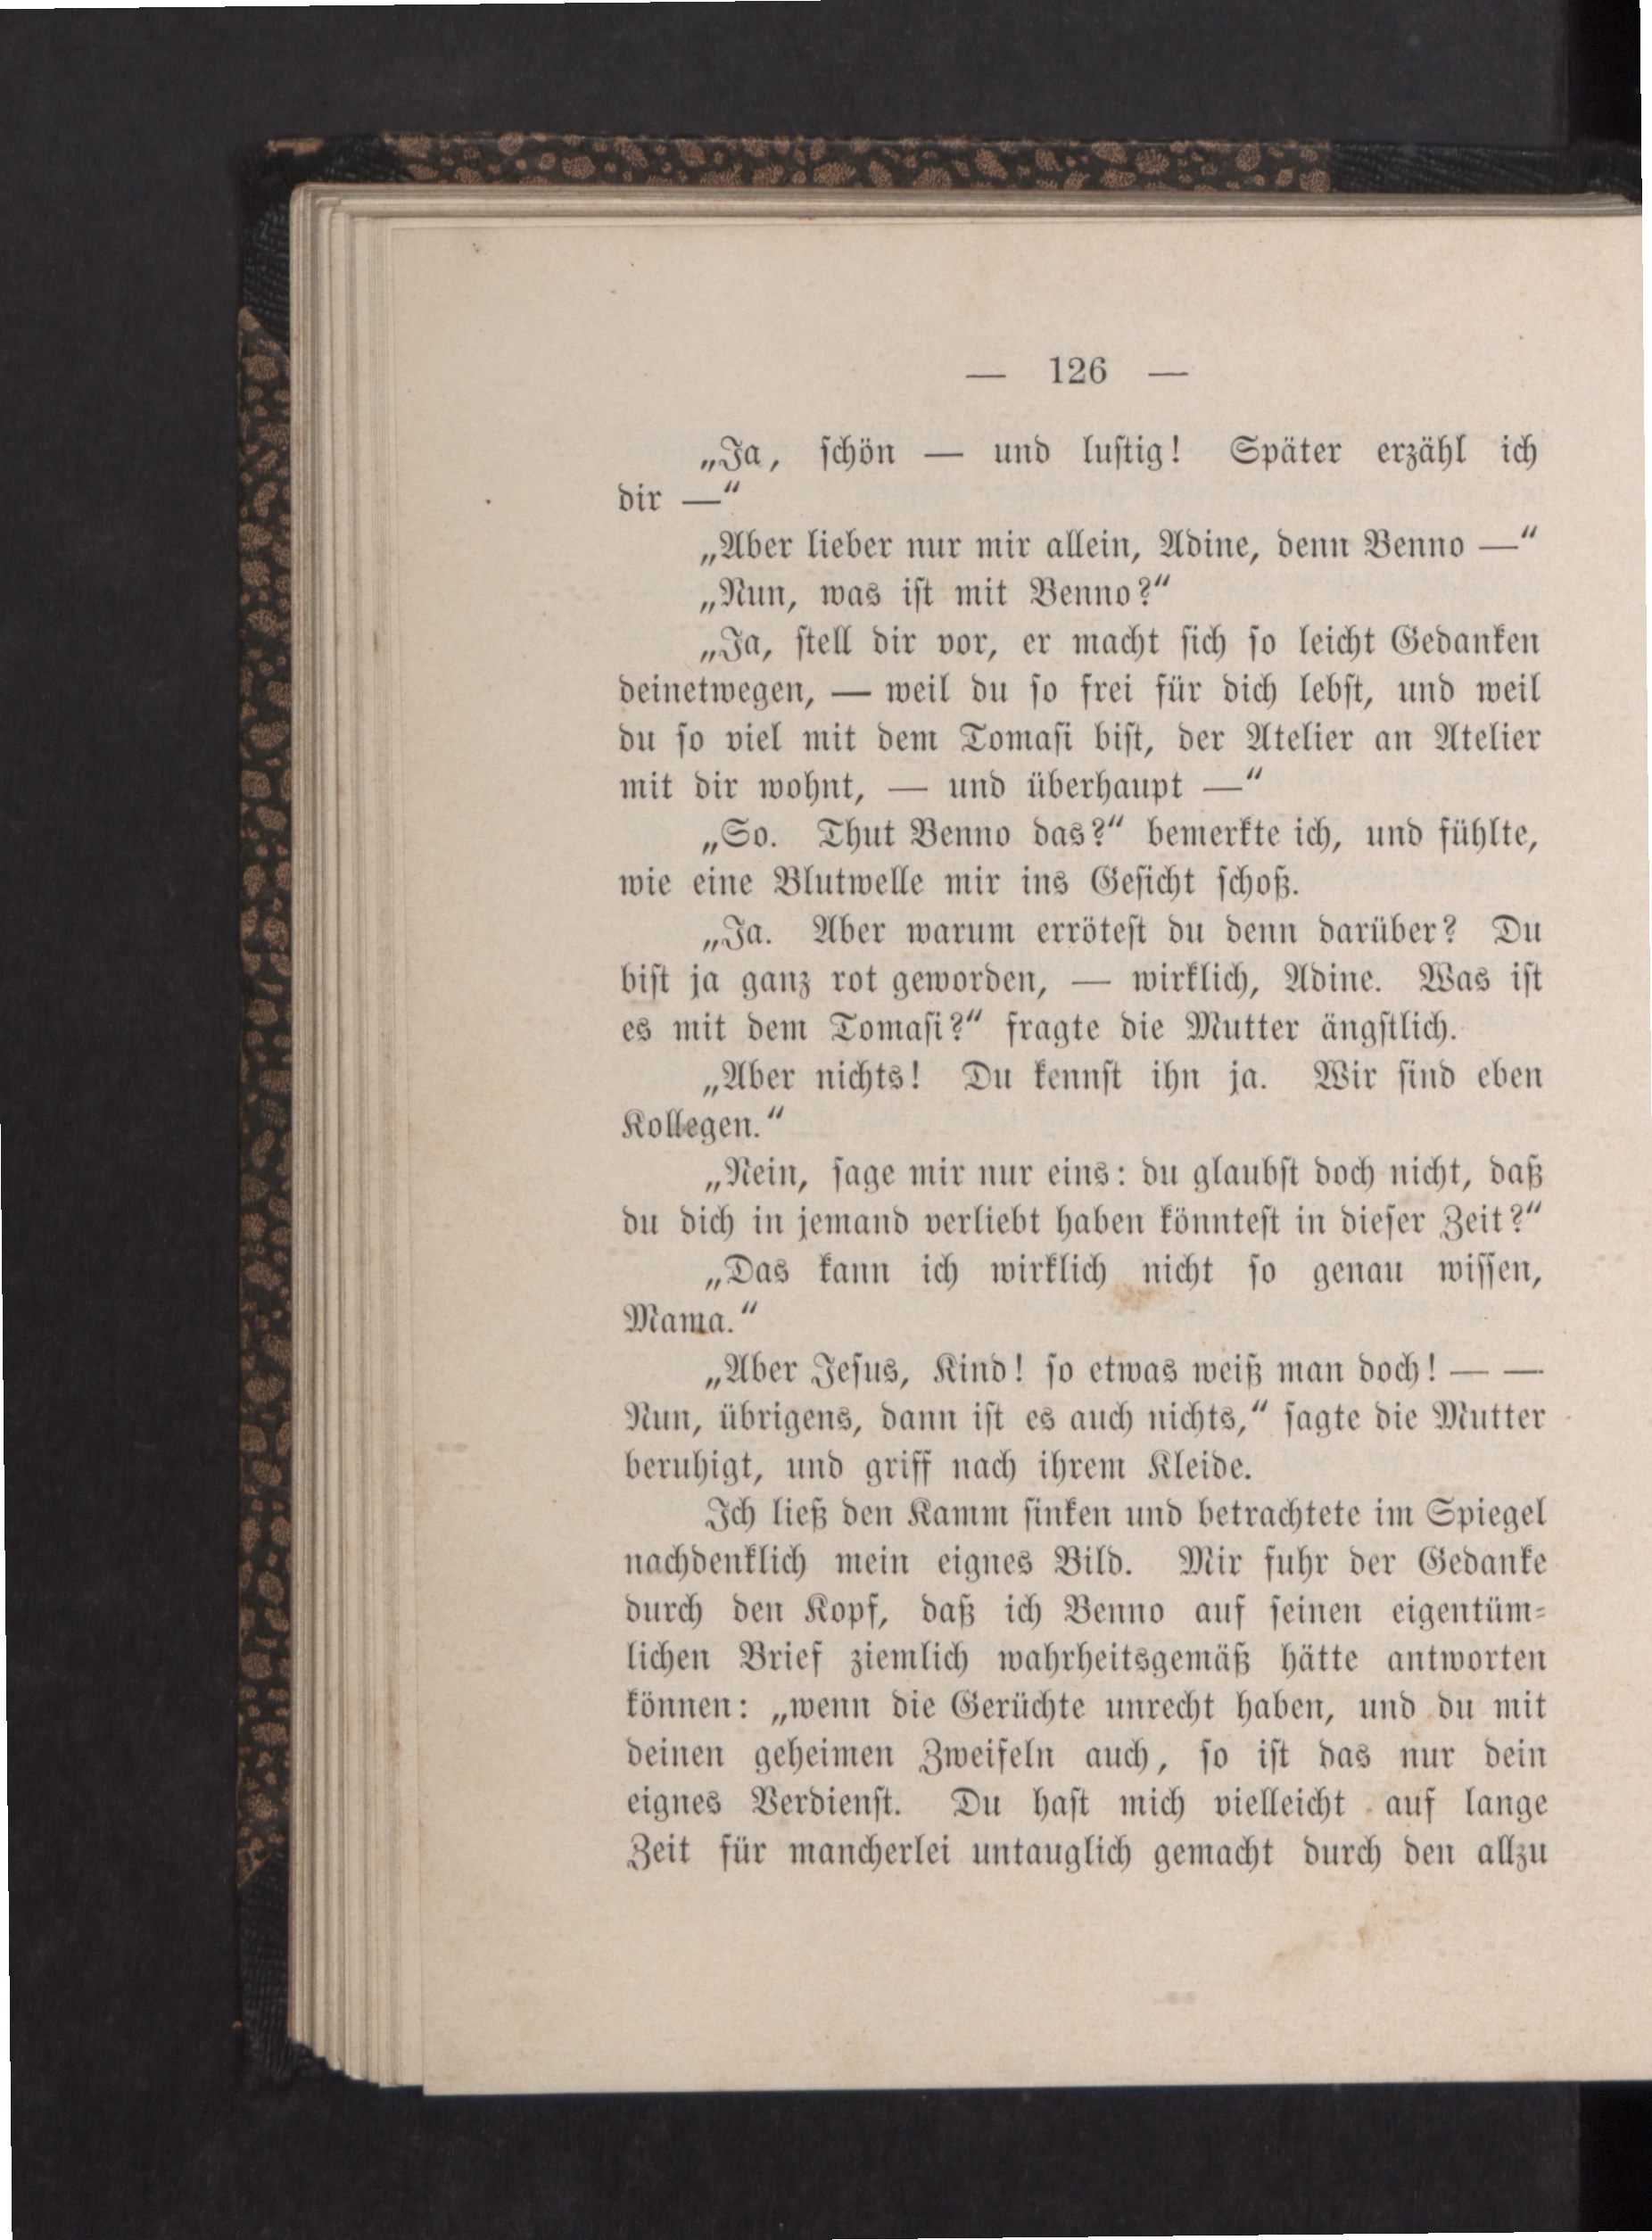 — 126 —
„Ja, schön — und lustig! Später erzähl ich
dir —“
„Aber lieber nur mir allein, Adine, denn Benno —“
„Nun, was ist mit Benno?“
„Ja, stell dir vor, er macht sich so leicht Gedanken
deinetwegen, — weil du so frei für dich lebst, und weil
du so viel mit dem Tomasi bist, der Atelier an Atelier
mit dir wohnt, — und überhaupt —“
„So. Thut Benno das?“ bemerkte ich, und fühlte,
wie eine Blutwelle mir ins Gesicht schoß.
„Ja. Aber warum errötest du denn darüber? Du
bist ja ganz rot geworden, — wirklich, Adine. Was ist
es mit dem Tomasi?“ fragte die Mutter ängstlich.
„Aber nichts! Du kennst ihn ja. Wir sind eben
Kollegen.“
„Nein, sage mir nur eins: du glaubst doch nicht, daß
du dich in jemand verliebt haben könntest in dieser Zeit?“
„Das kann ich wirklich nicht so genau wissen,
Mama.“
„Aber Jesus, Kind! so etwas weiß man doch! — —
Nun, übrigens, dann ist es auch nichts,“ sagte die Mutter
beruhigt, und griff nach ihrem Kleide.
Ich ließ den Kamm sinken und betrachtete im Spiegel
nachdenklich mein eignes Bild. Mir fuhr der Gedanke
durch den Kopf, daß ich Benno auf seinen eigentüm-
lichen Brief ziemlich wahrheitsgemäß hätte antworten
können: „wenn die Gerüchte unrecht haben, und du mit
deinen geheimen Zweifeln auch, so ist das nur dein
eignes Verdienst. Du hast mich vielleicht auf lange
Zeit für mancherlei untauglich gemacht durch den allzu